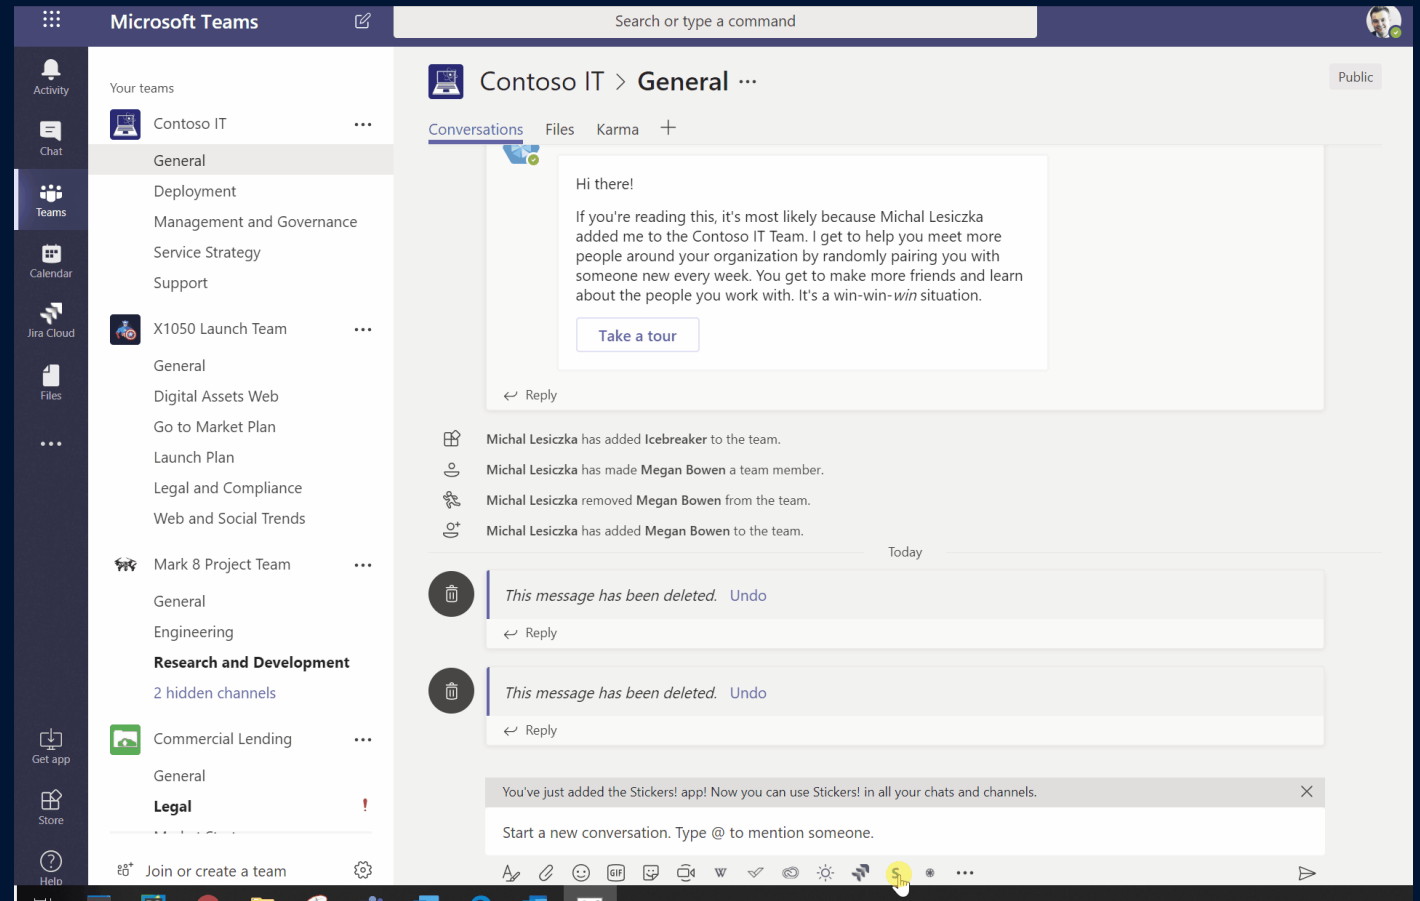 Microsoft Teams
Search or type a command
Activity
Chat
Teams
Calendar
Jira Cloud
Files
Get app
Store
Help
Your teams
Contoso IT
General
Deployment
Management and Governance
Service Strategy
Support
X1050 Launch Team
General
Digital Assets Web
Go to Market Plan
Launch Plan
Legal and Compliance
Web and Social Trends
Mark 8 Project Team
General
Engineering
Research and Development
2 hidden channels
Commercial Lending
General
Legal
Join or create a team
Contoso IT > General
Public
Conversations Files Karma
Hi there!
If you're reading this, it's most likely because Michal Lesiczka
added me to the Contoso IT Team. I get to help you meet more
people around your organization by randomly pairing you with
someone new every week. You get to make more friends and learn
about the people you work with. It's a win-win-win situation.
Take a tour
Reply
Michal Lesiczka has added Icebreaker to the team.
Michal Lesiczka has made Megan Bowen a team member.
Michal Lesiczka removed Megan Bowen from the team.
Michal Lesiczka has added Megan Bowen to the team.
Today
This message has been deleted. Undo
Reply
This message has been deleted. Undo
Reply
You've just added the Stickers! app! Now you can use Stickers! in all your chats and channels.
Start a new conversation. Type @ to mention someone.
GIF